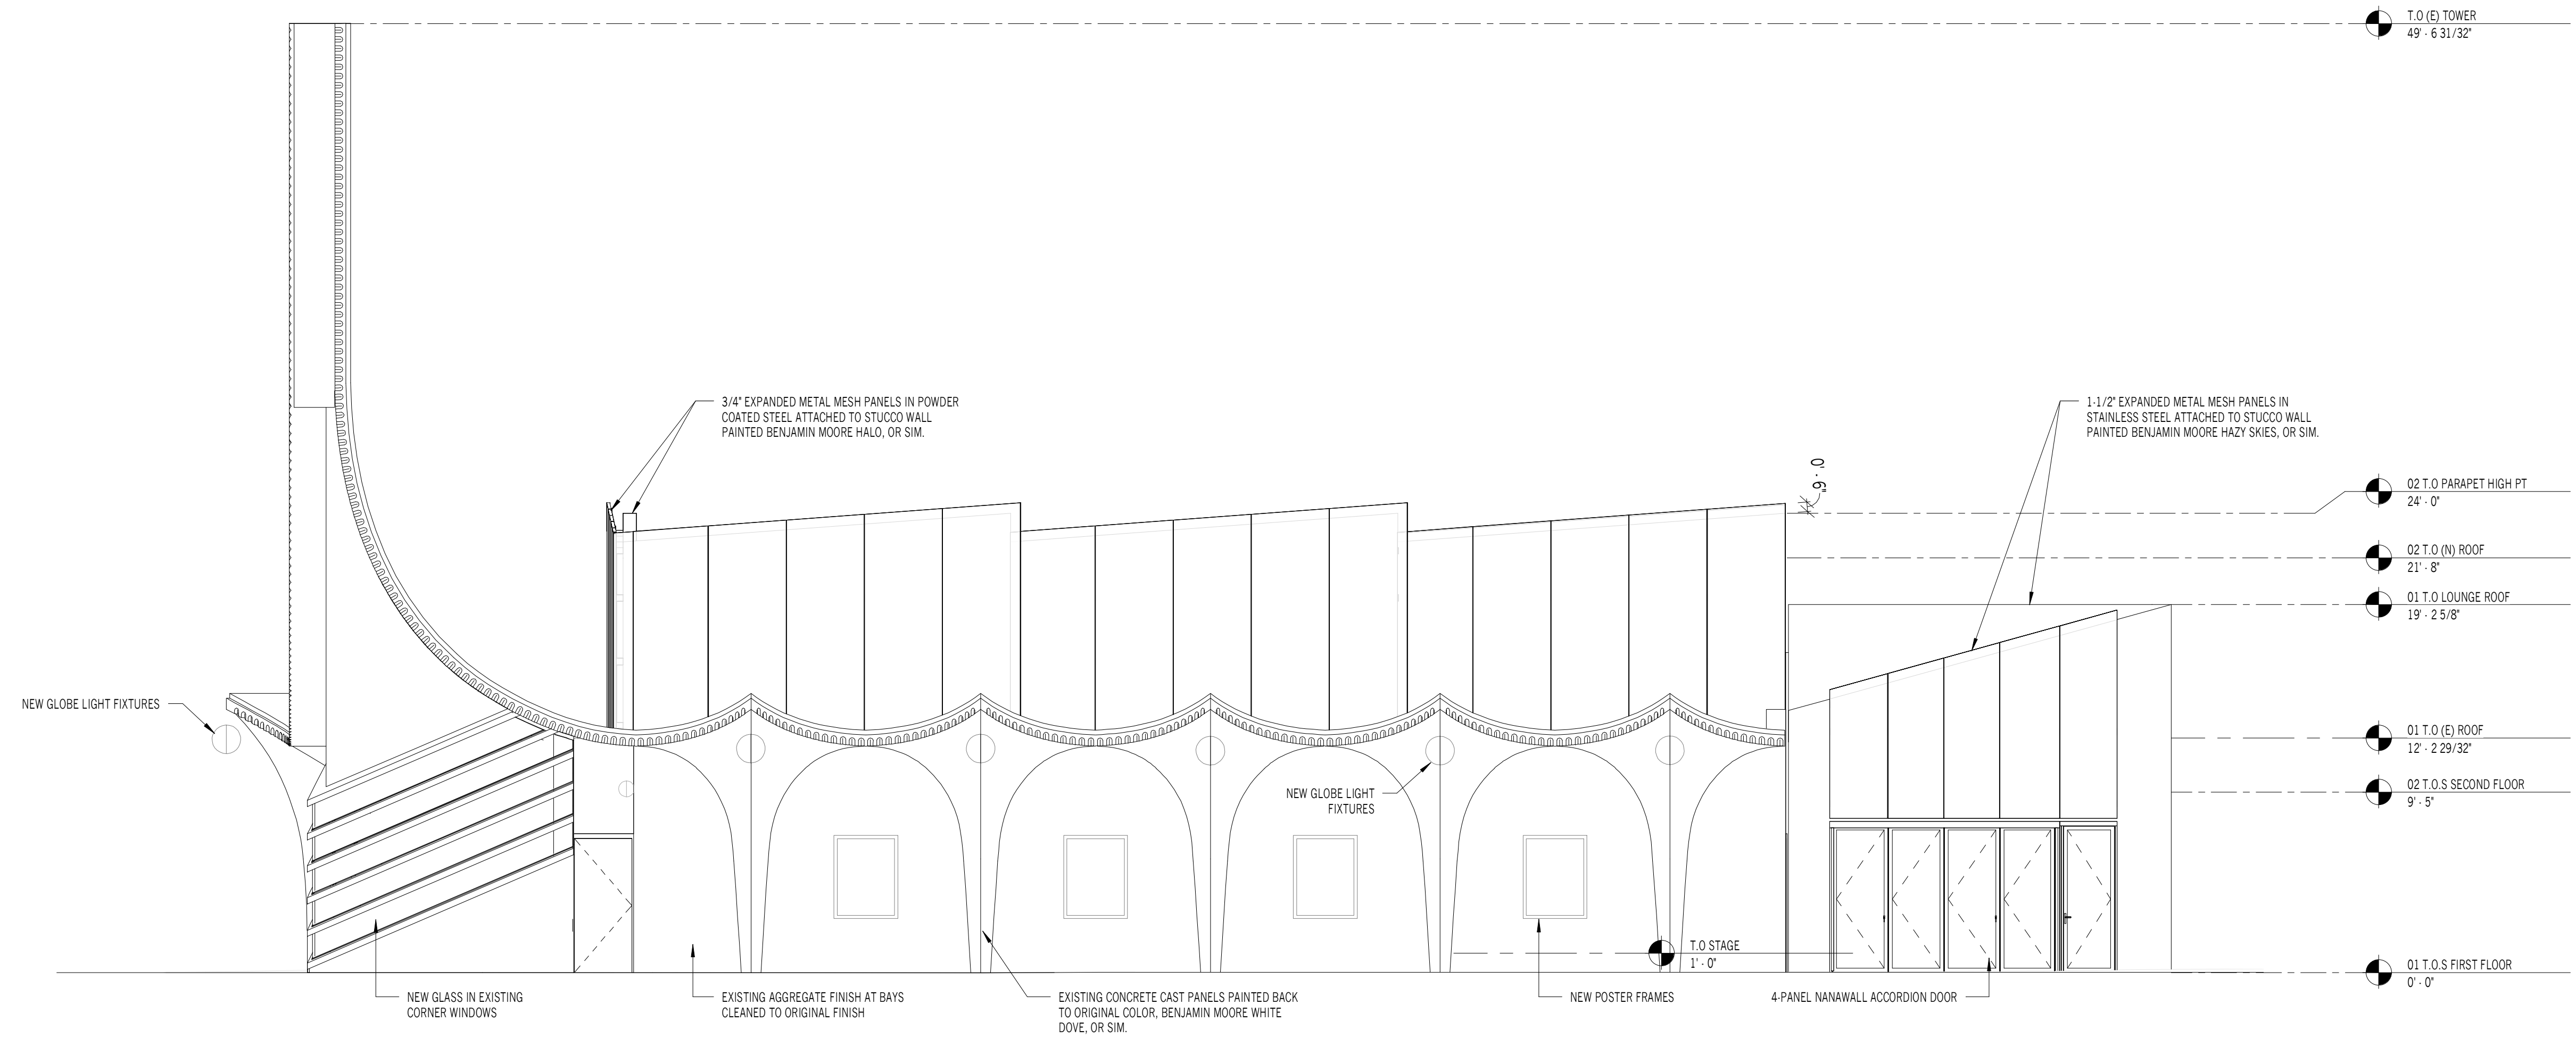 T.O (E) TOWER
49' - 6 31/32"
3/4" EXPANDED METAL MESH PANELS IN POWDER
COATED STEEL ATTACHED TO STUCCO WALL
PAINTED BENJAMIN MOORE HALO, OR SIM.
1-1/2" EXPANDED METAL MESH PANELS IN
STAINLESS STEEL ATTACHED TO STUCCO WALL
PAINTED BENJAMIN MOORE HAZY SKIES, OR SIM.
0' - 6"
02 T.O PARAPET HIGH PT
24' - 0"
02 T.O (N) ROOF
21' - 8"
01 T.O LOUNGE ROOF
19' - 2 5/8"
NEW GLOBE LIGHT FIXTURES
01 T.O (E) ROOF
12' - 2 29/32"
02 T.O.S SECOND FLOOR
9' - 5"
NEW GLOBE LIGHT
FIXTURES
T.O STAGE
1' - 0"
01 T.O.S FIRST FLOOR
0' - 0"
NEW GLASS IN EXISTING
CORNER WINDOWS
EXISTING AGGREGATE FINISH AT BAYS
CLEANED TO ORIGINAL FINISH
EXISTING CONCRETE CAST PANELS PAINTED BACK
TO ORIGINAL COLOR, BENJAMIN MOORE WHITE
DOVE, OR SIM.
NEW POSTER FRAMES
4-PANEL NANAWALL ACCORDION DOOR